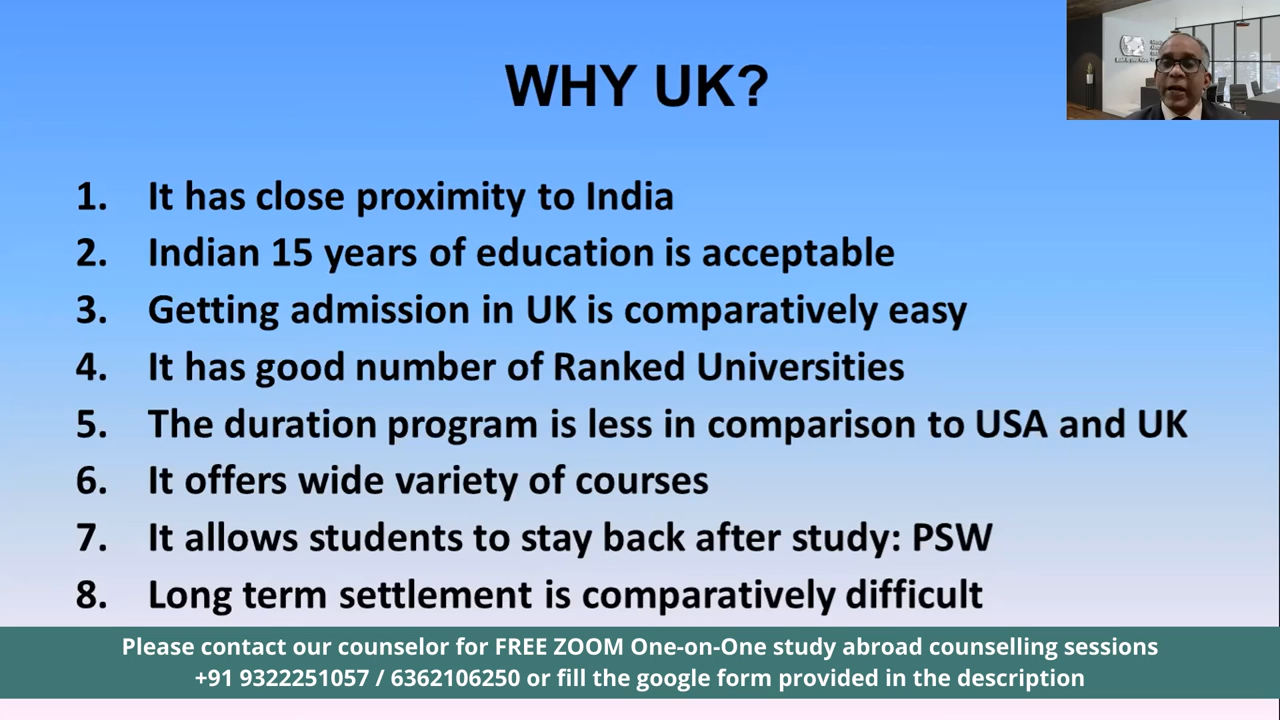 WHY UK?
1. It has close proximity to India
2. Indian 15 years of education is acceptable
3. Getting admission in UK is comparatively easy
4. It has good number of Ranked Universities
5. The duration program is less in comparison to USA and UK
6. It offers wide variety of courses
7. It allows students to stay back after study: PSW
8. Long term settlement is comparatively difficult
Please contact our counselor for FREE ZOOM One-on-One study abroad counselling sessions
+91 9322251057 / 6362106250 or fill the google form provided in the description